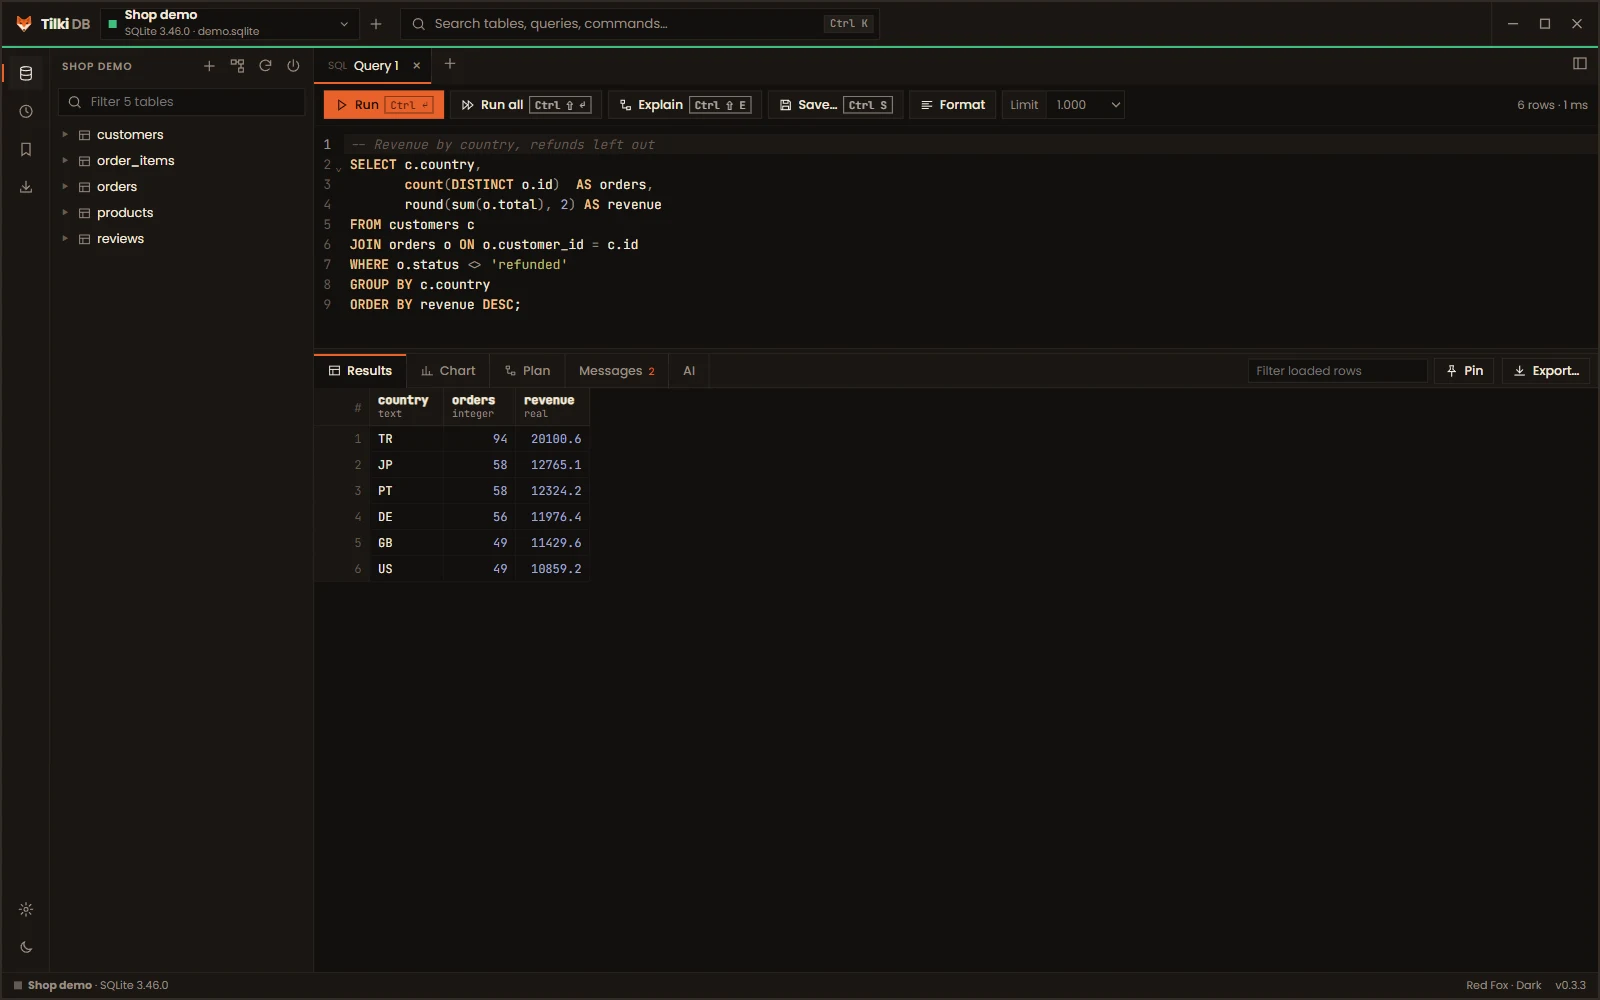 Tilki DB
Shop demo
SQLite 3.46.0 · demo.sqlite
Search tables, queries, commands...
Ctrl K
SHOP DEMO
Filter 5 tables
customers
order_items
orders
products
reviews
SQL Query 1
Run Ctrl ⏎
Run all Ctrl ⇧ ⏎
Explain Ctrl ⇧ E
Save... Ctrl S
Format
Limit 1.000
6 rows · 1 ms
1 -- Revenue by country, refunds left out
2 SELECT c.country,
3 count(DISTINCT o.id) AS orders,
4 round(sum(o.total), 2) AS revenue
5 FROM customers c
6 JOIN orders o ON o.customer_id = c.id
7 WHERE o.status <> 'refunded'
8 GROUP BY c.country
9 ORDER BY revenue DESC;
Results
Chart
Plan
Messages 2
AI
Filter loaded rows
Pin
Export...
# country orders revenue
text integer real
1 TR 94 20100.6
2 JP 58 12765.1
3 PT 58 12324.2
4 DE 56 11976.4
5 GB 49 11429.6
6 US 49 10859.2
Shop demo · SQLite 3.46.0
Red Fox · Dark v0.3.3